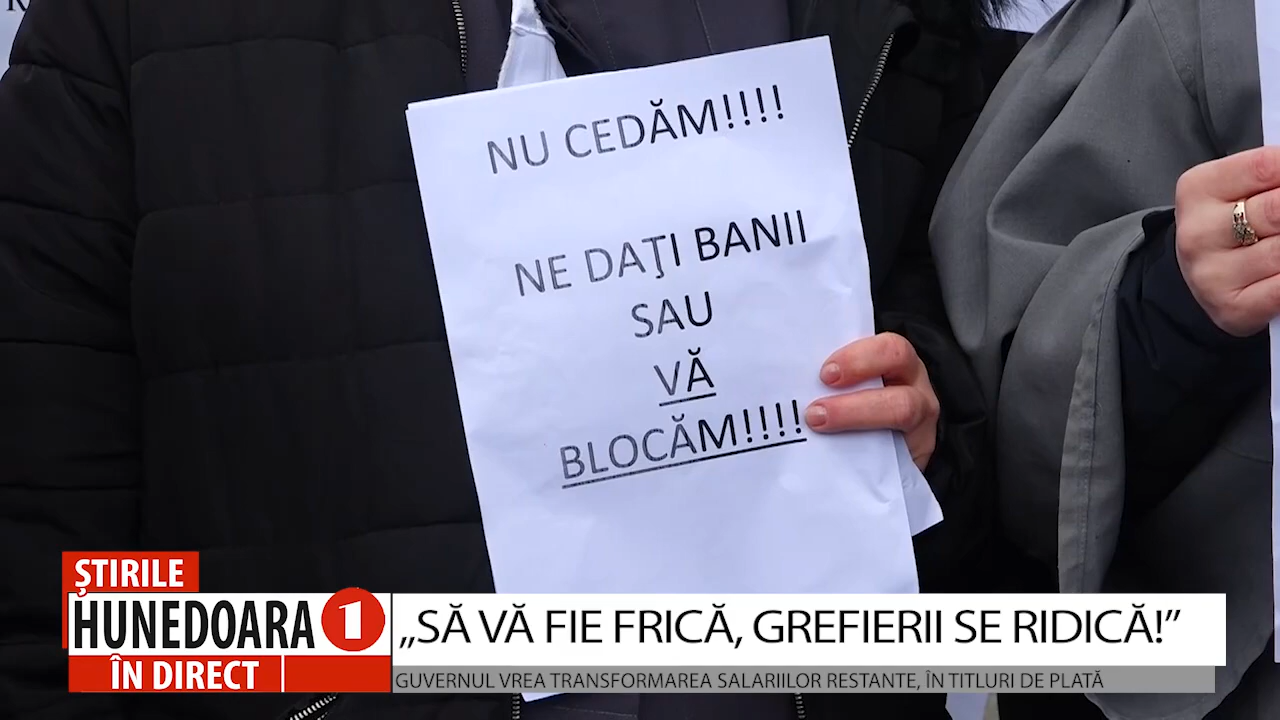 R
NU CEDĂM!!!!
NE DAŢI BANII
SAU
VĂ
BLOCĂM!!!!
ȘTIRILE
HUNEDOARA 1
ÎN DIRECT
„SĂ VĂ FIE FRICĂ, GREFIERII SE RIDICĂ!”
GUVERNUL VREA TRANSFORMAREA SALARIILOR RESTANTE, ÎN TITLURI DE PLATĂ